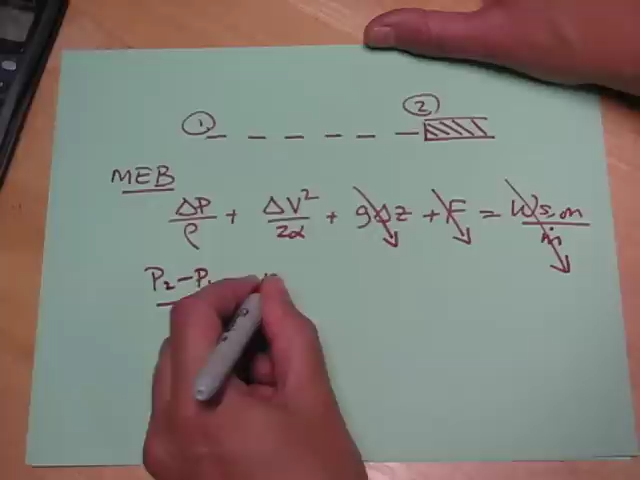 ① ②
MEB
ΔP/ρ + ΔV²/2α + gΔz + F = Ws,on/ṁ
P₂-P₁